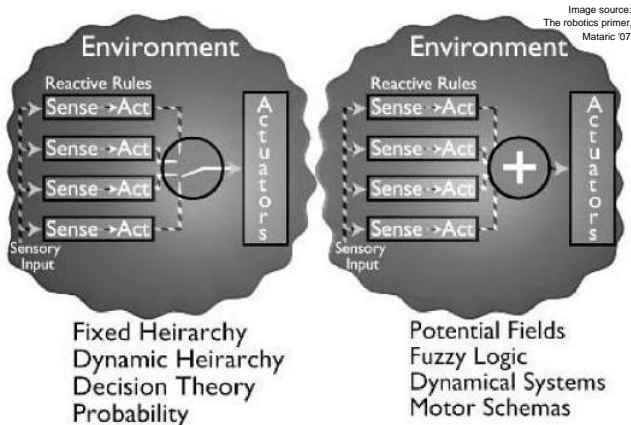 Image source:
The robotics primer,
Mataric '07
Environment
Reactive Rules
Sense → Act
Sense → Act
Sense → Act
Sense → Act
Sensory
Input
Actuators
Fixed Heirarchy
Dynamic Heirarchy
Decision Theory
Probability
Environment
Reactive Rules
Sense → Act
Sense → Act
Sense → Act
Sense → Act
+
Sensory
Input
Actuators
Potential Fields
Fuzzy Logic
Dynamical Systems
Motor Schemas